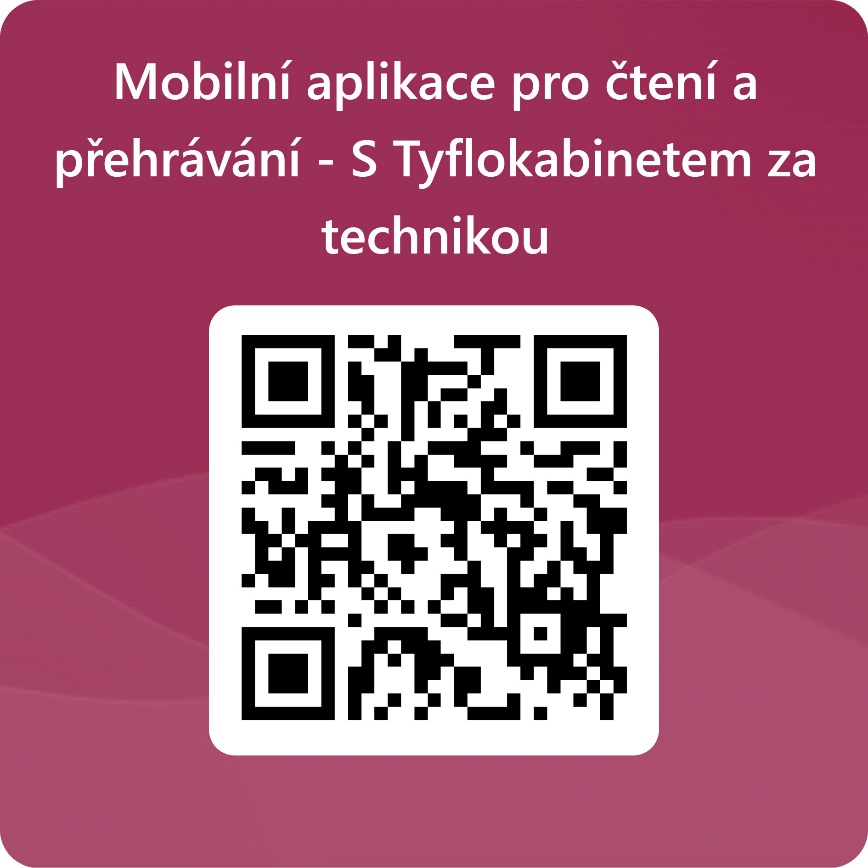 Mobilní aplikace pro čtení a
přehrávání - S Tyflokabinetem za
technikou